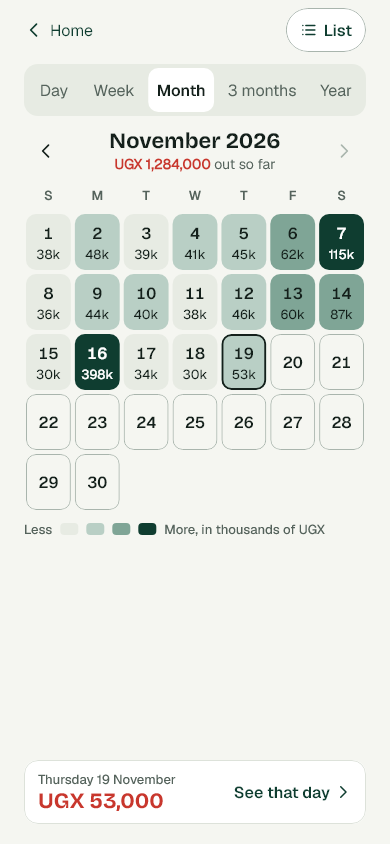 Home
List
Day Week Month 3 months Year
November 2026
UGX 1,284,000 out so far
S M T W T F S
1 2 3 4 5 6 7
38k 48k 39k 41k 45k 62k 115k
8 9 10 11 12 13 14
36k 44k 40k 38k 46k 60k 87k
15 16 17 18 19 20 21
30k 398k 34k 30k 53k
22 23 24 25 26 27 28
29 30
Less More, in thousands of UGX
Thursday 19 November
UGX 53,000
See that day